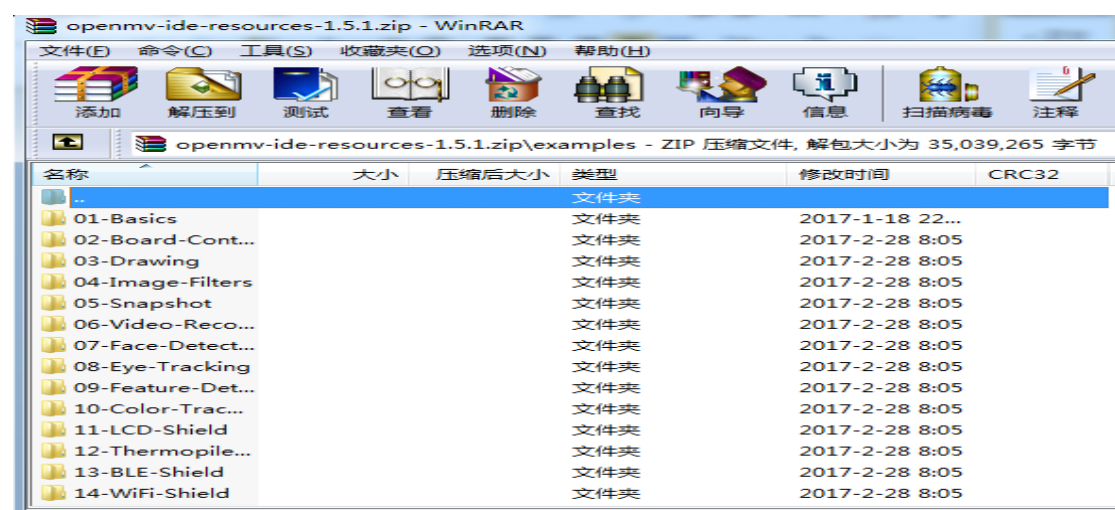 openmv-ide-resources-1.5.1.zip - WinRAR
文件(F) 命令(C) 工具(S) 收藏夹(O) 选项(N) 帮助(H)
添加 解压到 测试 查看 删除 查找 向导 信息 扫描病毒 注释
openmv-ide-resources-1.5.1.zip\examples - ZIP 压缩文件, 解包大小为 35,039,265 字节
名称 大小 压缩后大小 类型 修改时间 CRC32
.. 文件夹
01-Basics 文件夹 2017-1-18 22...
02-Board-Cont... 文件夹 2017-2-28 8:05
03-Drawing 文件夹 2017-2-28 8:05
04-Image-Filters 文件夹 2017-2-28 8:05
05-Snapshot 文件夹 2017-2-28 8:05
06-Video-Reco... 文件夹 2017-2-28 8:05
07-Face-Detect... 文件夹 2017-2-28 8:05
08-Eye-Tracking 文件夹 2017-2-28 8:05
09-Feature-Det... 文件夹 2017-2-28 8:05
10-Color-Trac... 文件夹 2017-2-28 8:05
11-LCD-Shield 文件夹 2017-2-28 8:05
12-Thermopile... 文件夹 2017-2-28 8:05
13-BLE-Shield 文件夹 2017-2-28 8:05
14-WiFi-Shield 文件夹 2017-2-28 8:05